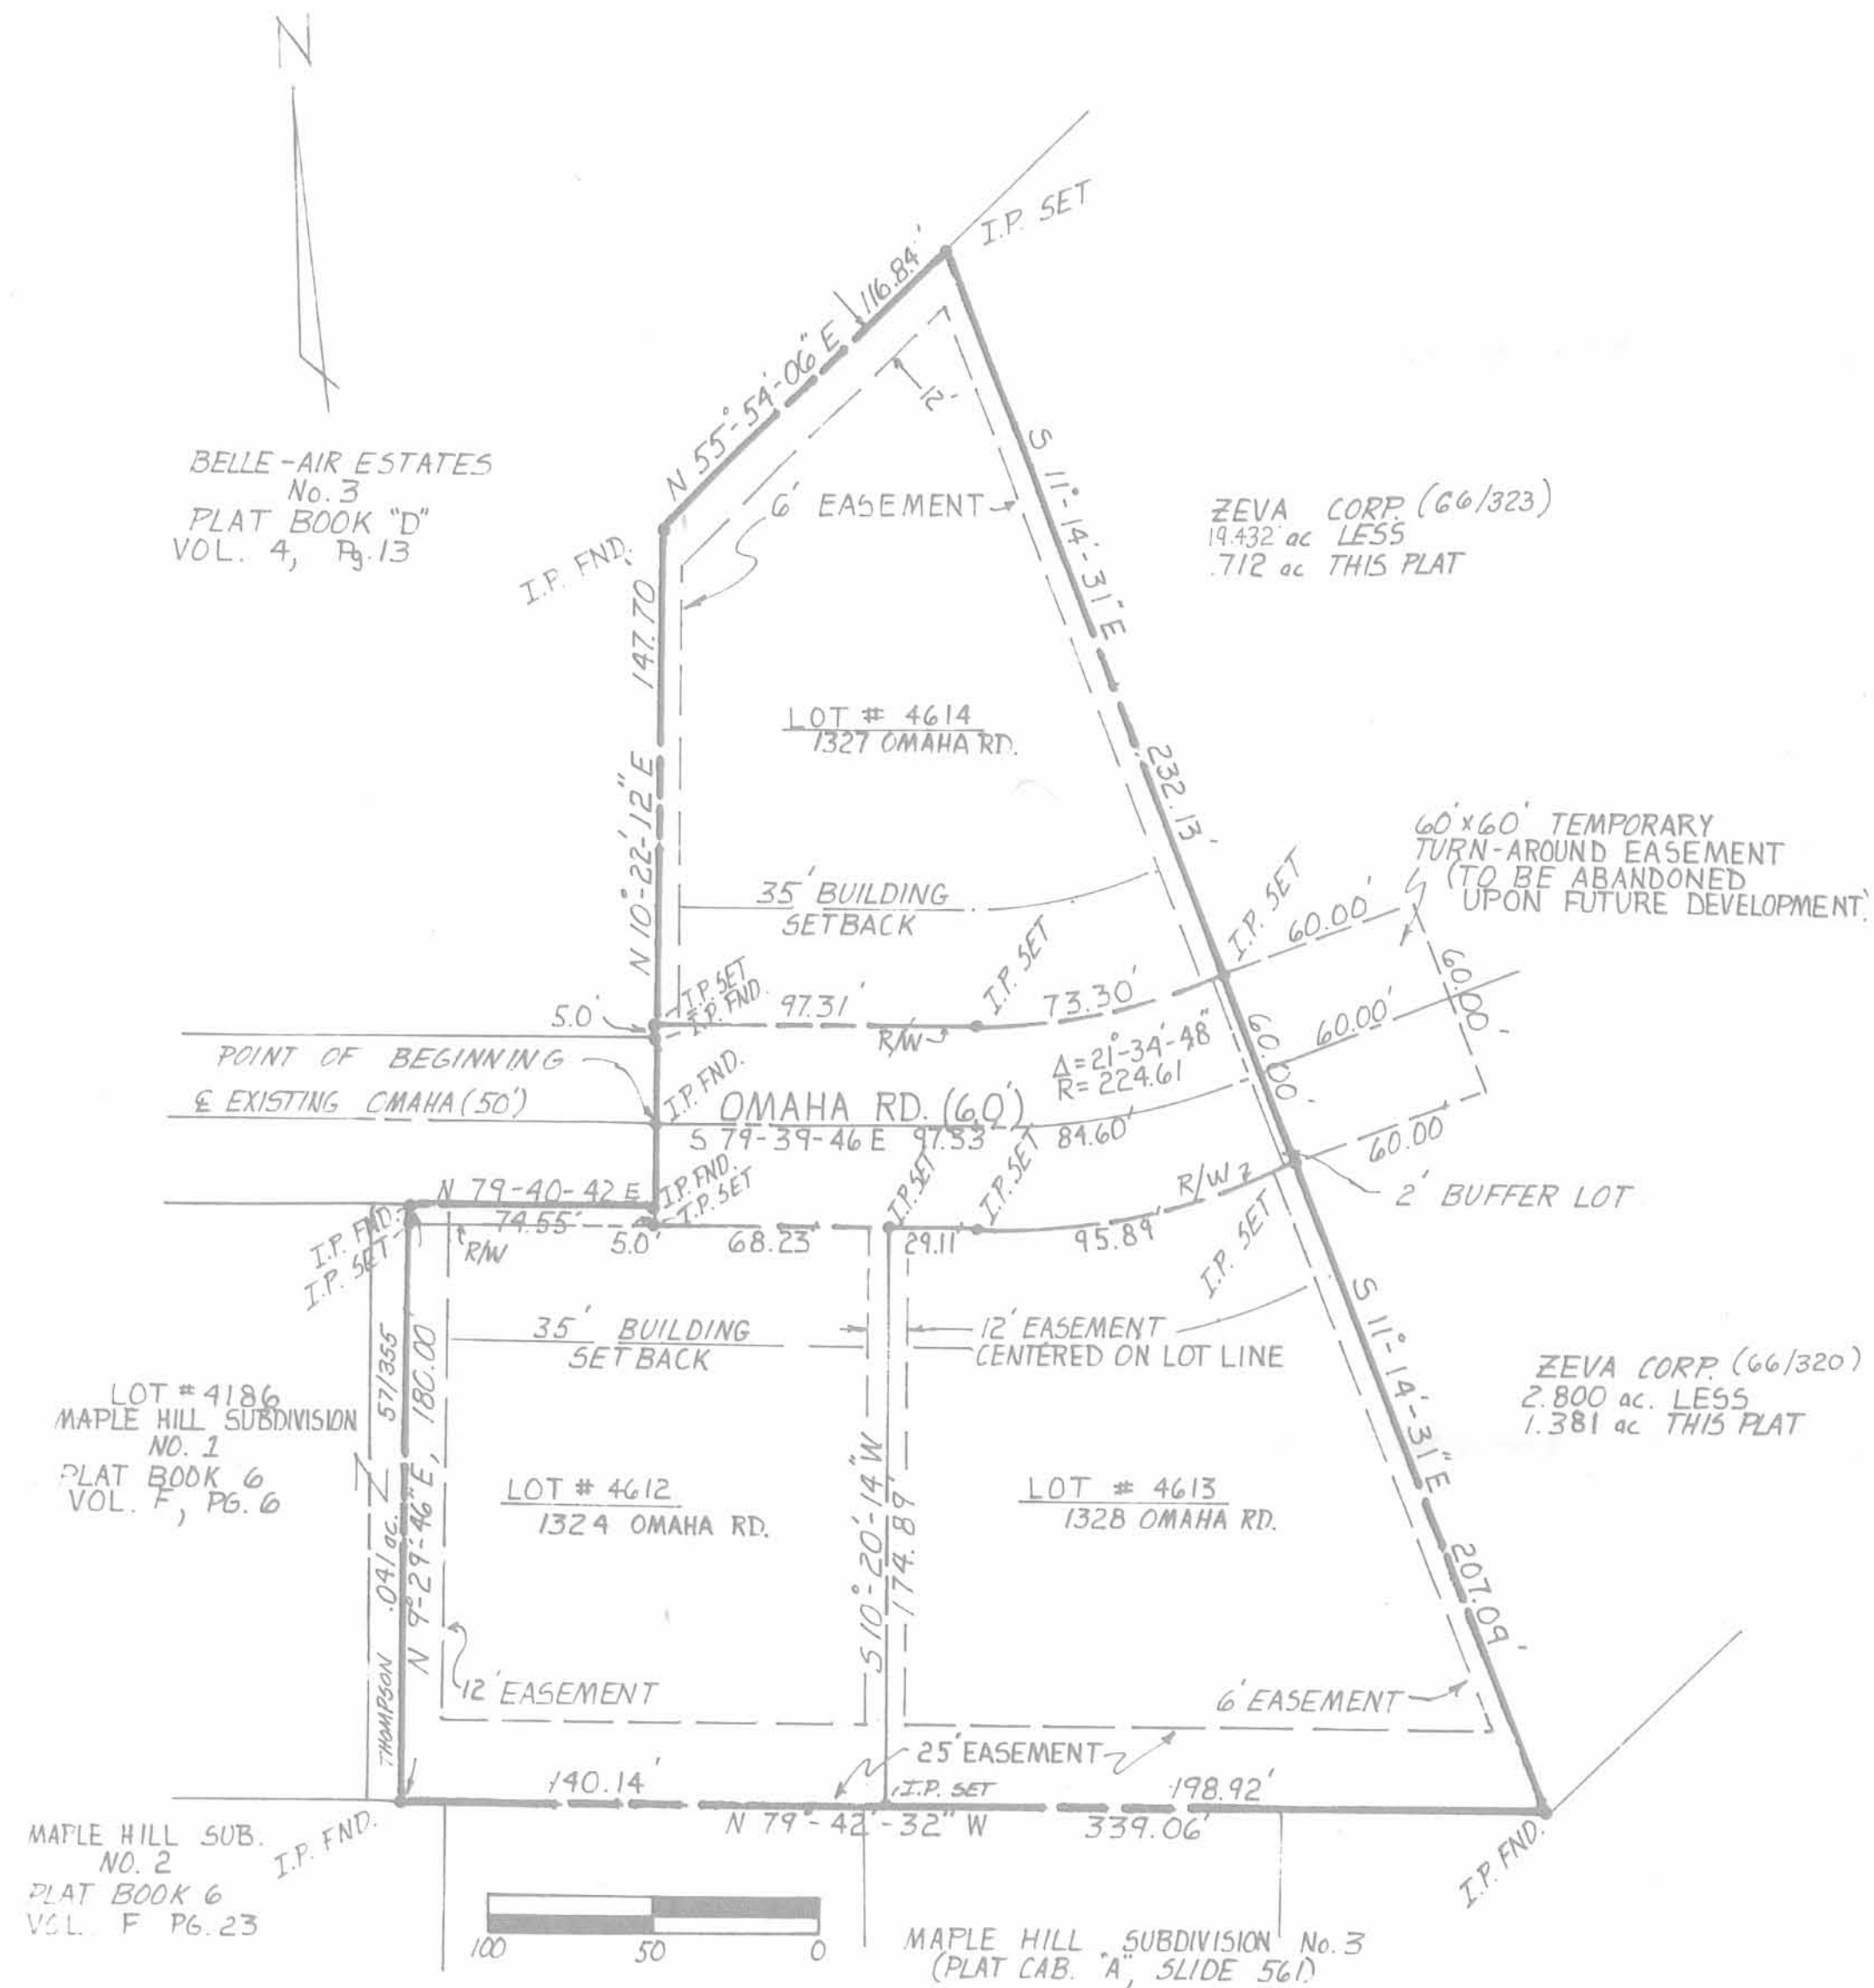 N
I.P. SET
116.84'
N 55°-54'-06" E
12'
BELLE-AIR ESTATES
No. 3
PLAT BOOK "D"
VOL. 4, Pg. 13
6' EASEMENT
S 11°-14'-31" E
ZEVA CORP. (66/323)
19.432 ac LESS
.712 ac THIS PLAT
I.P. FND.
147.70
N 10°-22'-12" E
LOT # 4614
1327 OMAHA RD.
232.13'
60'x60' TEMPORARY
TURN-AROUND EASEMENT
(TO BE ABANDONED
UPON FUTURE DEVELOPMENT.
35' BUILDING
SETBACK
I.P. SET
60.00'
60.00'
I.P. SET
I.P. SET
I.P. FND.
5.0'
97.31'
73.30'
R/W
60.00'
60.00'
POINT OF BEGINNING
I.P. FND.
Δ=21°-34'-48"
R=224.61
℄ EXISTING OMAHA (50')
OMAHA RD. (60')
S 79-39-46 E 97.33
84.60'
60.00
2' BUFFER LOT
N 79-40-42 E
I.P. FND.
I.P. SET
I.P. SET
I.P. SET
R/W
I.P. FND.
I.P. SET
74.55'
R/W
5.0'
68.23'
29.11'
95.89'
I.P. SET
35' BUILDING
SETBACK
12' EASEMENT
CENTERED ON LOT LINE
S 11°-14'-31" E
ZEVA CORP. (66/320)
2.800 ac. LESS
1.381 ac THIS PLAT
LOT # 4186
MAPLE HILL SUBDIVISION
NO. 1
PLAT BOOK 6
VOL. F, PG. 6
THOMPSON .041 ac. 57/355
N 9°-29'-46" E, 180.00'
LOT # 4612
1324 OMAHA RD.
S 10°-20'-14" W
174.89'
LOT # 4613
1328 OMAHA RD.
207.09'
12' EASEMENT
6' EASEMENT
25' EASEMENT
140.14'
I.P. SET
198.92'
N 79°-42'-32" W
339.06'
I.P. FND.
I.P. FND.
MAPLE HILL SUB.
NO. 2
PLAT BOOK 6
VOL. F PG. 23
100 50 0
MAPLE HILL SUBDIVISION No. 3
(PLAT CAB. "A", SLIDE 561)